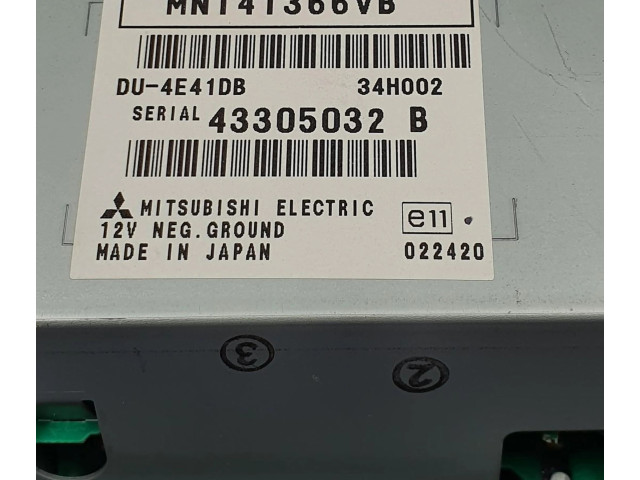 MN141366VB
DU-4E41DB 34H002
SERIAL 43305032 B
MITSUBISHI ELECTRIC e11
12V NEG.GROUND
MADE IN JAPAN 022420
3 2